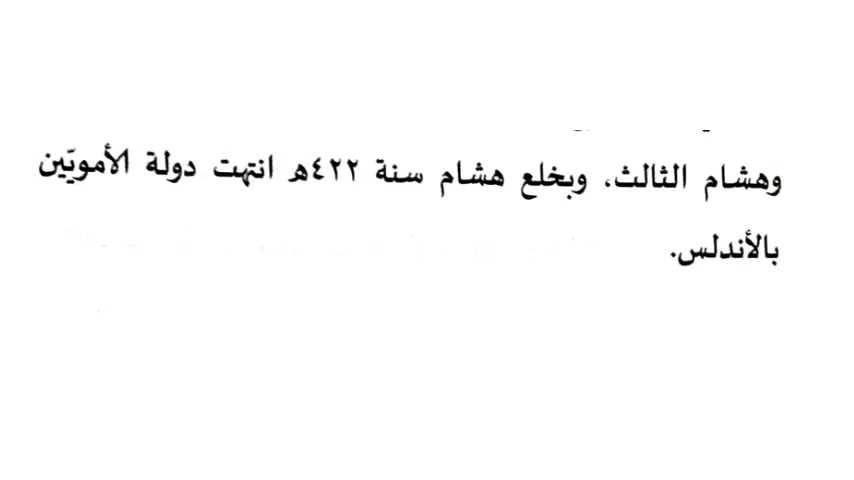 وهشام الثالث، وبخلع هشام سنة ٤٢٢هـ انتهت دولة الأمويّين
بالأندلس.